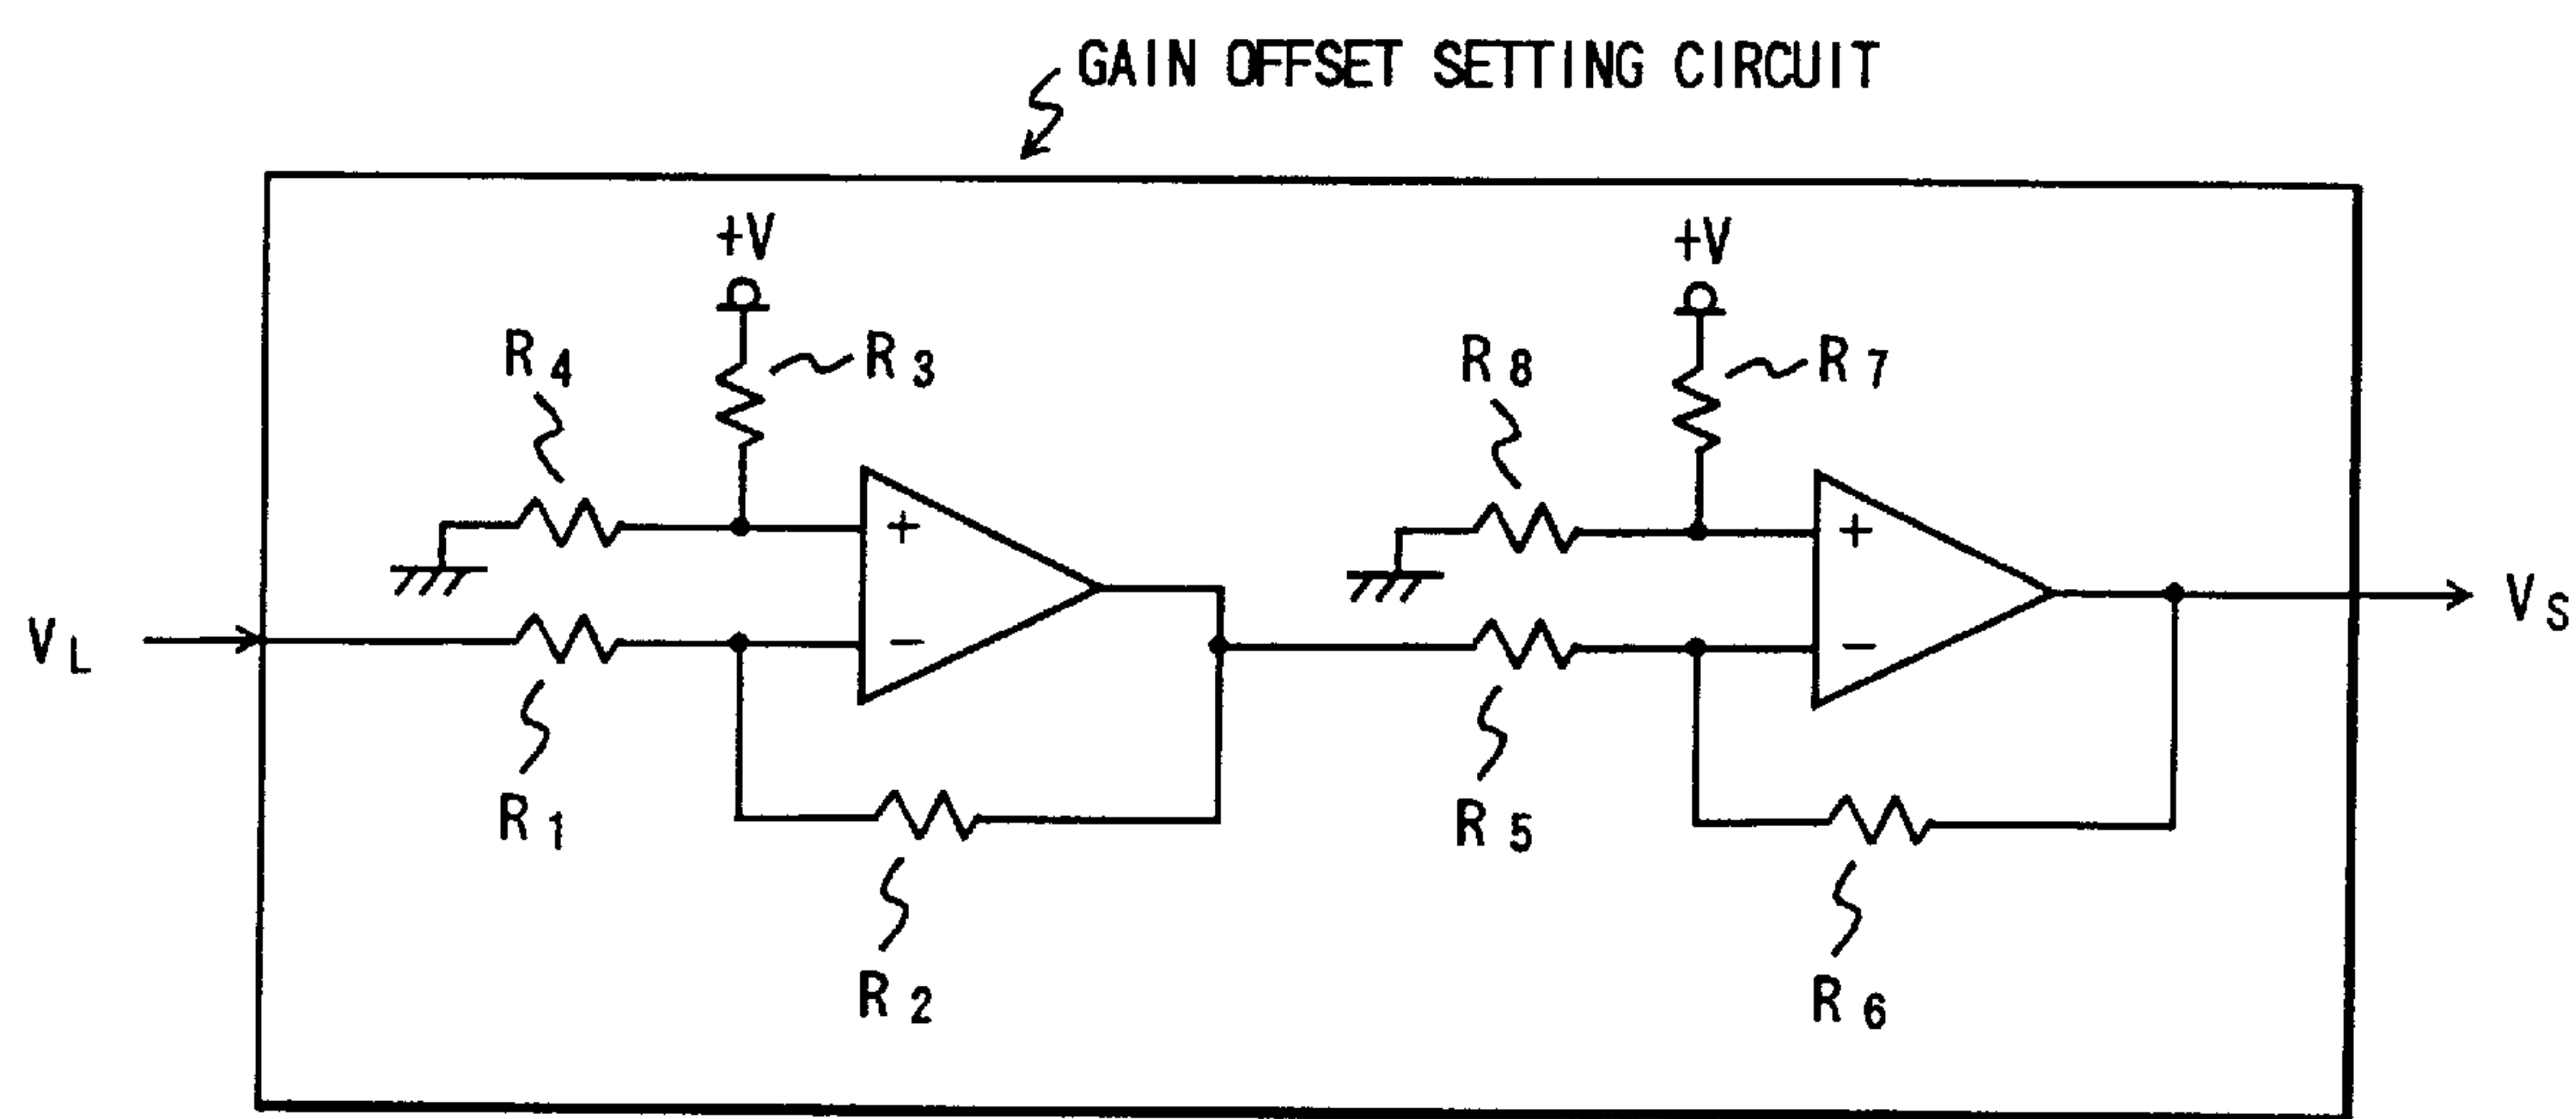 GAIN OFFSET SETTING CIRCUIT
+V
+V
R4
R3
R8
R7
+
+
VL
−
−
VS
R1
R5
R2
R6